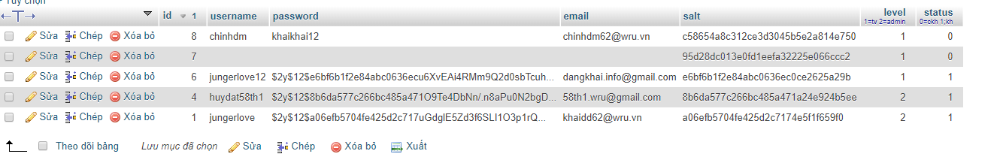 Tùy chọn
←T→ id 1 username password email salt level 1=tv 2=admin status 0=ckh 1;kh
Sửa Chép Xóa bỏ 8 chinhdm khaikhai12 chinhdm62@wru.vn c58654a8c312ce3d3045b5e2a814e750 1 0
Sửa Chép Xóa bỏ 7 95d28dc013e0fd1eefa32225e066ccc2 1 0
Sửa Chép Xóa bỏ 6 jungerlove12 $2y$12$e6bf6b1f2e84abc0636ecu6XvEAi4RMm9Q2d0sbTcuh... dangkhai.info@gmail.com e6bf6b1f2e84abc0636ec0ce2625a29b 1 1
Sửa Chép Xóa bỏ 4 huydat58th1 $2y$12$8b6da577c266bc485a471O9Te4DbNn/.n8aPu0N2bgD... 58th1.wru@gmail.com 8b6da577c266bc485a471a24e924b5ee 2 1
Sửa Chép Xóa bỏ 1 jungerlove $2y$12$a06efb5704fe425d2c717uGdglE5Zd3f6SLI1O3p1rQ... khaidd62@wru.vn a06efb5704fe425d2c7174e5f1f659f0 2 1
Theo dõi bảng Lưu mục đã chọn Sửa Chép Xóa bỏ Xuất